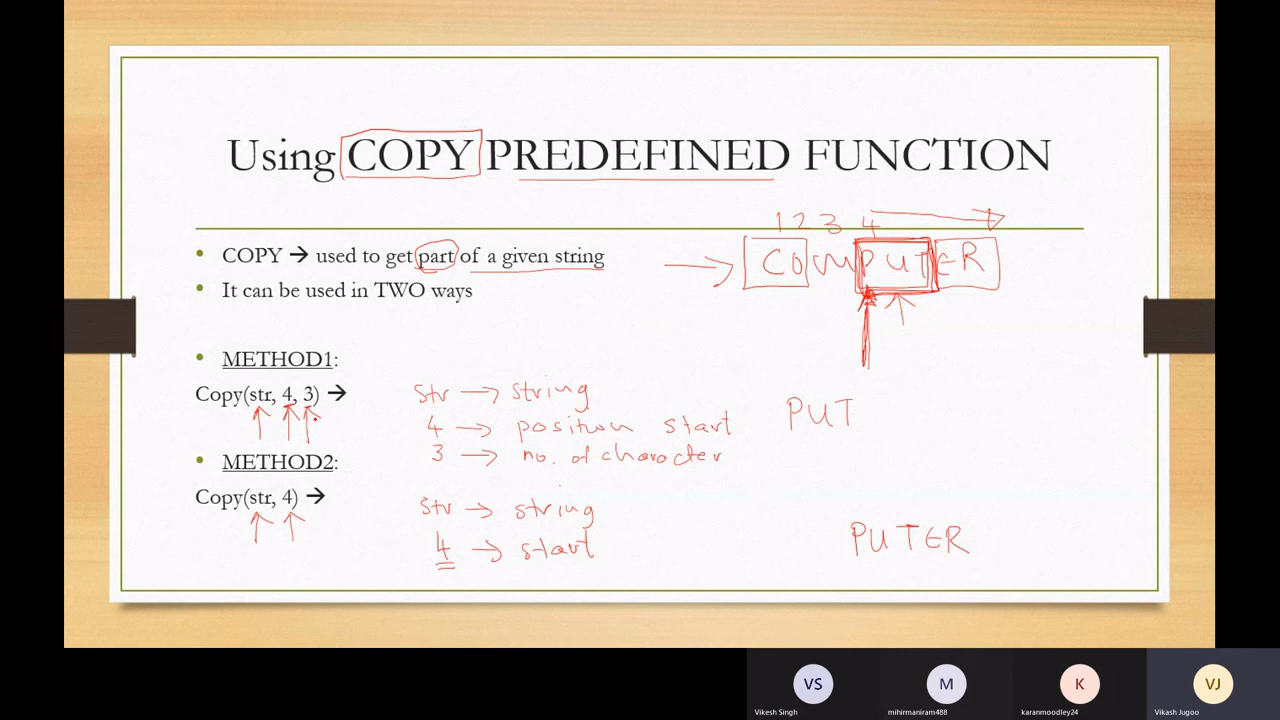 Using COPY PREDEFINED FUNCTION
1 2 3 4
• COPY → used to get part of a given string
→ COMPUTER
• It can be used in TWO ways
• METHOD1:
Copy(str, 4, 3) →
str → string
4 → position start
3 → no. of character
PUT
• METHOD2:
Copy(str, 4) →
str → string
4 → start
PUTER
VS
M
K
VJ
Vikesh Singh
mihirmaniram488
karanmoodley24
Vikash Jugoo